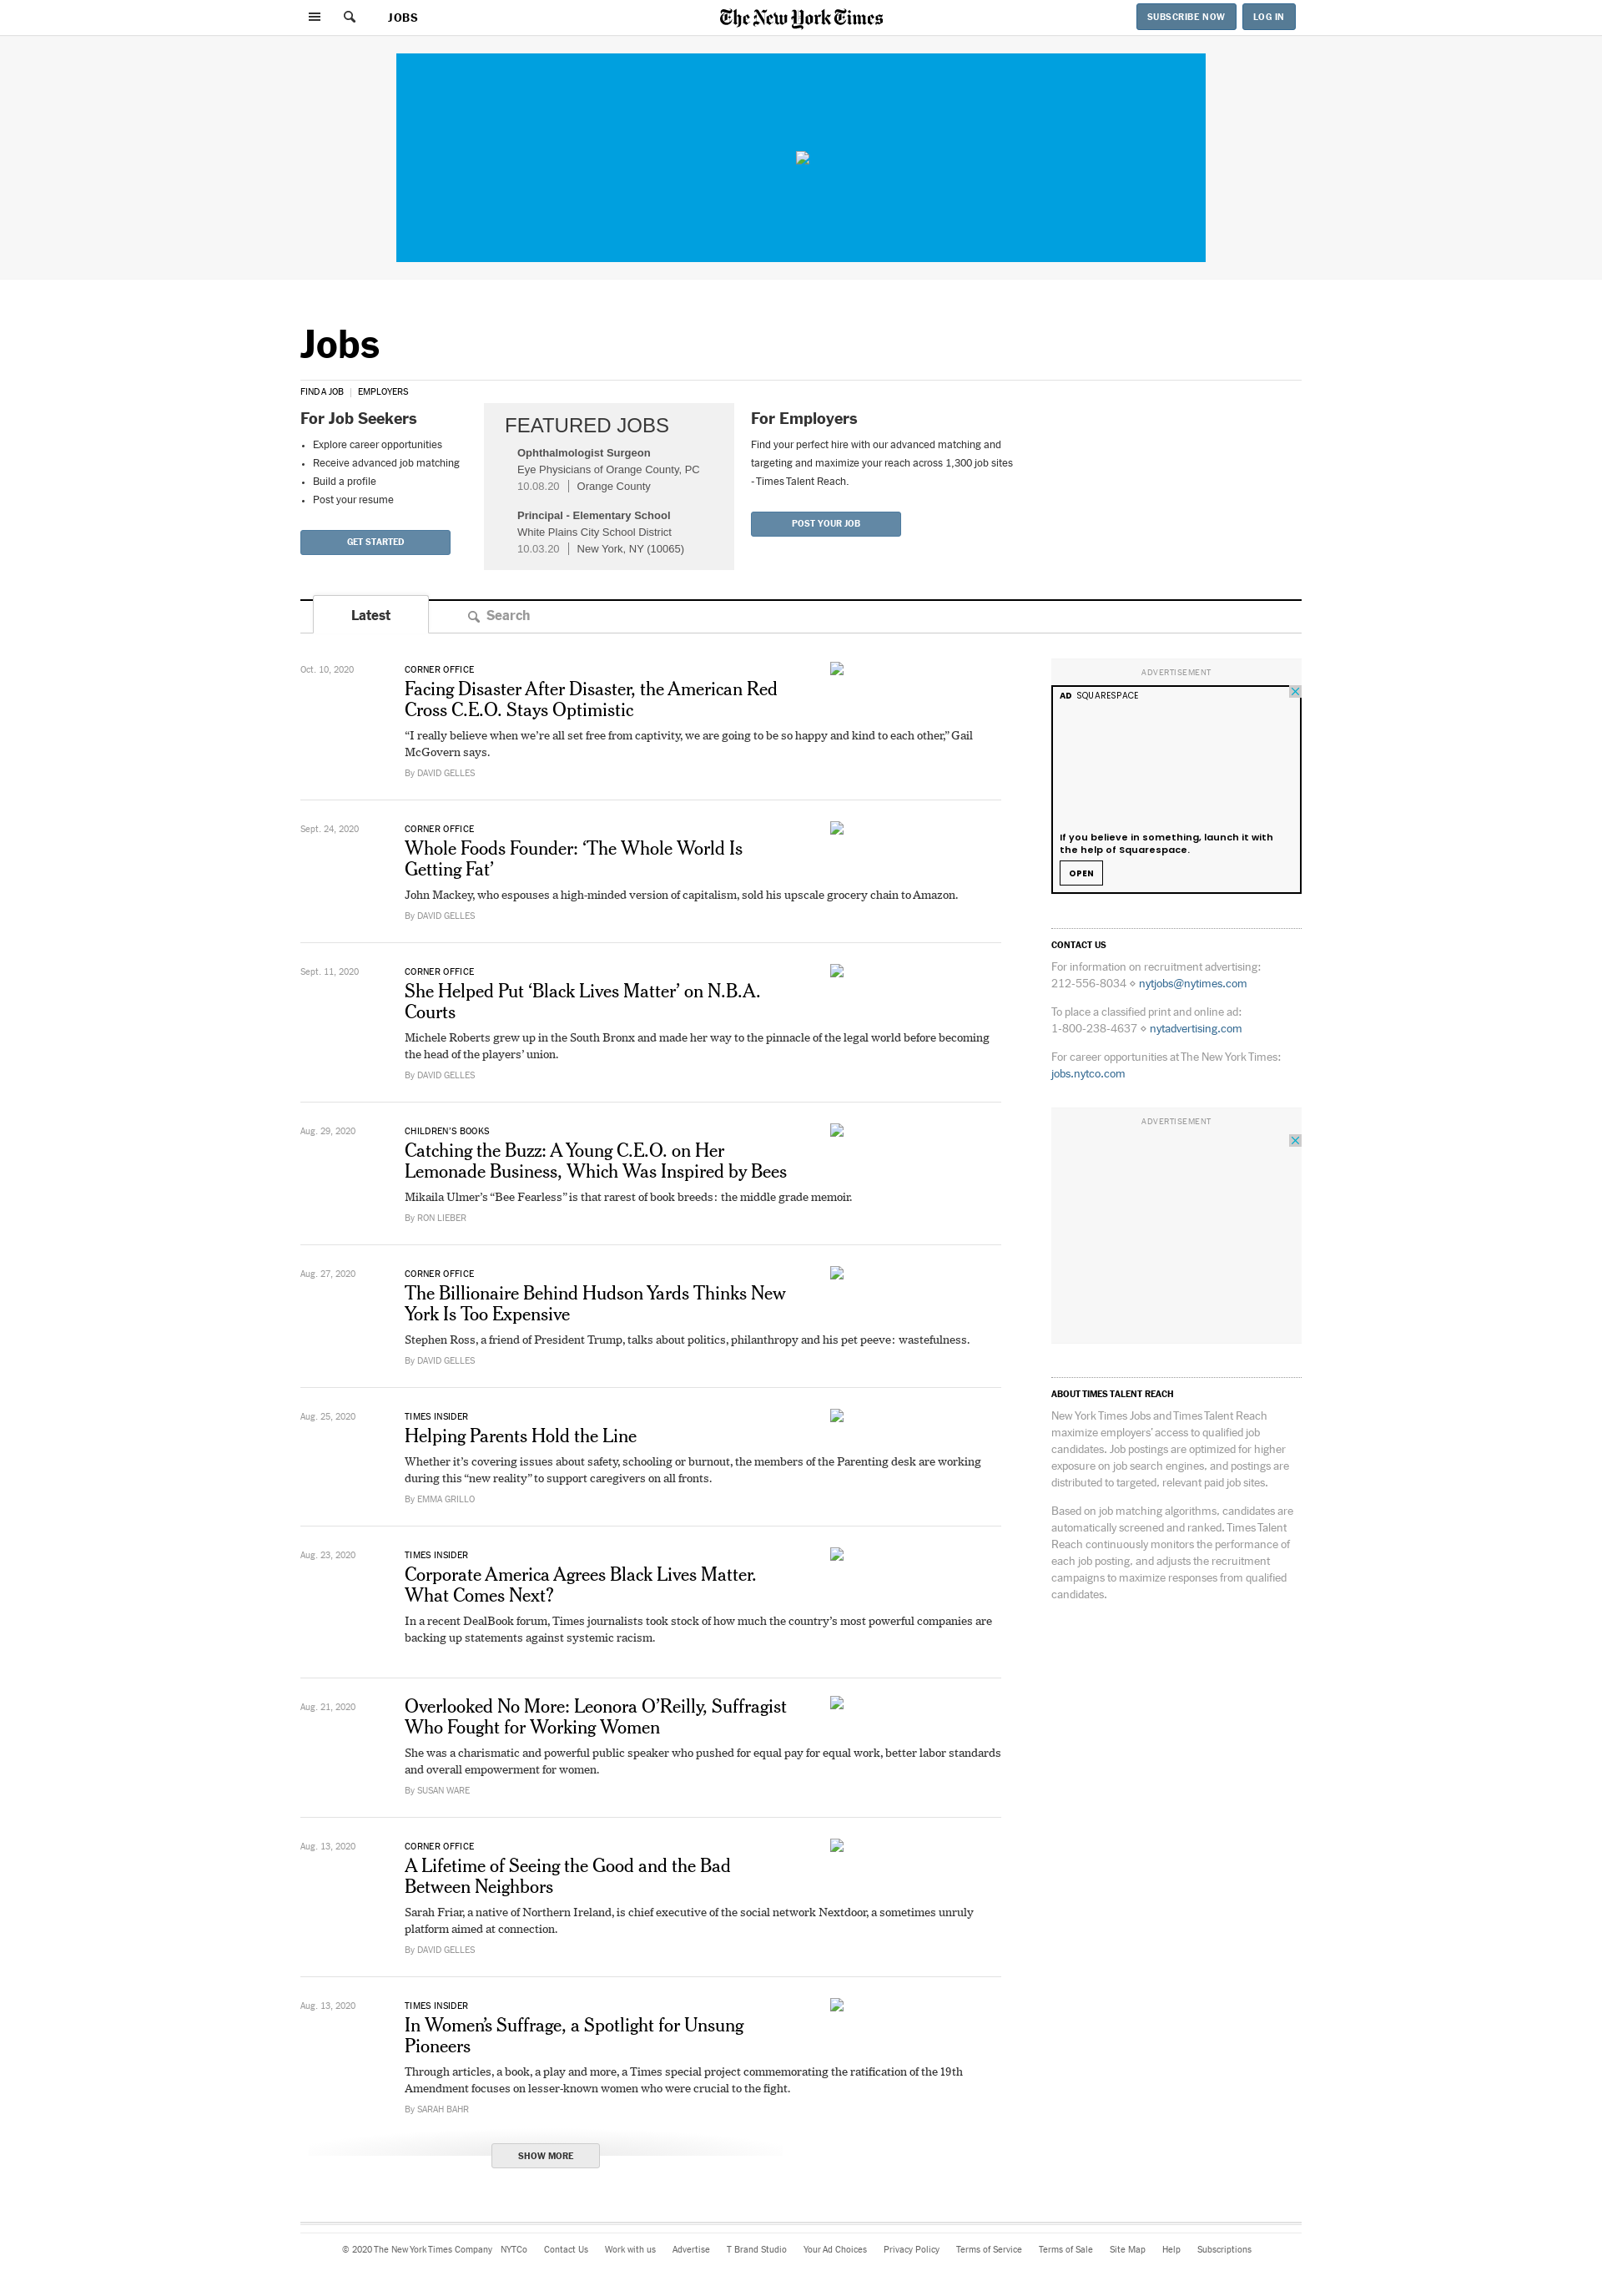 JOBS
The New York Times
SUBSCRIBE NOW
LOG IN
Jobs
FIND A JOB | EMPLOYERS
For Job Seekers
Explore career opportunities
Receive advanced job matching
Build a profile
Post your resume
GET STARTED
FEATURED JOBS
Ophthalmologist Surgeon
Eye Physicians of Orange County, PC
10.08.20 | Orange County
Principal - Elementary School
White Plains City School District
10.03.20 | New York, NY (10065)
For Employers
Find your perfect hire with our advanced matching and
targeting and maximize your reach across 1,300 job sites
- Times Talent Reach.
POST YOUR JOB
Latest
Search
Oct. 10, 2020
CORNER OFFICE
Facing Disaster After Disaster, the American Red
Cross C.E.O. Stays Optimistic
“I really believe when we’re all set free from captivity, we are going to be so happy and kind to each other,” Gail
McGovern says.
By DAVID GELLES
Sept. 24, 2020
CORNER OFFICE
Whole Foods Founder: ‘The Whole World Is
Getting Fat’
John Mackey, who espouses a high-minded version of capitalism, sold his upscale grocery chain to Amazon.
By DAVID GELLES
Sept. 11, 2020
CORNER OFFICE
She Helped Put ‘Black Lives Matter’ on N.B.A.
Courts
Michele Roberts grew up in the South Bronx and made her way to the pinnacle of the legal world before becoming
the head of the players’ union.
By DAVID GELLES
Aug. 29, 2020
CHILDREN’S BOOKS
Catching the Buzz: A Young C.E.O. on Her
Lemonade Business, Which Was Inspired by Bees
Mikaila Ulmer’s “Bee Fearless” is that rarest of book breeds: the middle grade memoir.
By RON LIEBER
Aug. 27, 2020
CORNER OFFICE
The Billionaire Behind Hudson Yards Thinks New
York Is Too Expensive
Stephen Ross, a friend of President Trump, talks about politics, philanthropy and his pet peeve: wastefulness.
By DAVID GELLES
Aug. 25, 2020
TIMES INSIDER
Helping Parents Hold the Line
Whether it’s covering issues about safety, schooling or burnout, the members of the Parenting desk are working
during this “new reality” to support caregivers on all fronts.
By EMMA GRILLO
Aug. 23, 2020
TIMES INSIDER
Corporate America Agrees Black Lives Matter.
What Comes Next?
In a recent DealBook forum, Times journalists took stock of how much the country’s most powerful companies are
backing up statements against systemic racism.
Aug. 21, 2020
Overlooked No More: Leonora O’Reilly, Suffragist
Who Fought for Working Women
She was a charismatic and powerful public speaker who pushed for equal pay for equal work, better labor standards
and overall empowerment for women.
By SUSAN WARE
Aug. 13, 2020
CORNER OFFICE
A Lifetime of Seeing the Good and the Bad
Between Neighbors
Sarah Friar, a native of Northern Ireland, is chief executive of the social network Nextdoor, a sometimes unruly
platform aimed at connection.
By DAVID GELLES
Aug. 13, 2020
TIMES INSIDER
In Women’s Suffrage, a Spotlight for Unsung
Pioneers
Through articles, a book, a play and more, a Times special project commemorating the ratification of the 19th
Amendment focuses on lesser-known women who were crucial to the fight.
By SARAH BAHR
SHOW MORE
ADVERTISEMENT
AD SQUARESPACE
If you believe in something, launch it with
the help of Squarespace.
OPEN
CONTACT US
For information on recruitment advertising:
212-556-8034 ⋄ nytjobs@nytimes.com
To place a classified print and online ad:
1-800-238-4637 ⋄ nytadvertising.com
For career opportunities at The New York Times:
jobs.nytco.com
ADVERTISEMENT
ABOUT TIMES TALENT REACH
New York Times Jobs and Times Talent Reach
maximize employers’ access to qualified job
candidates. Job postings are optimized for higher
exposure on job search engines, and postings are
distributed to targeted, relevant paid job sites.
Based on job matching algorithms, candidates are
automatically screened and ranked. Times Talent
Reach continuously monitors the performance of
each job posting, and adjusts the recruitment
campaigns to maximize responses from qualified
candidates.
© 2020 The New York Times Company NYTCo Contact Us Work with us Advertise T Brand Studio Your Ad Choices Privacy Policy Terms of Service Terms of Sale Site Map Help Subscriptions